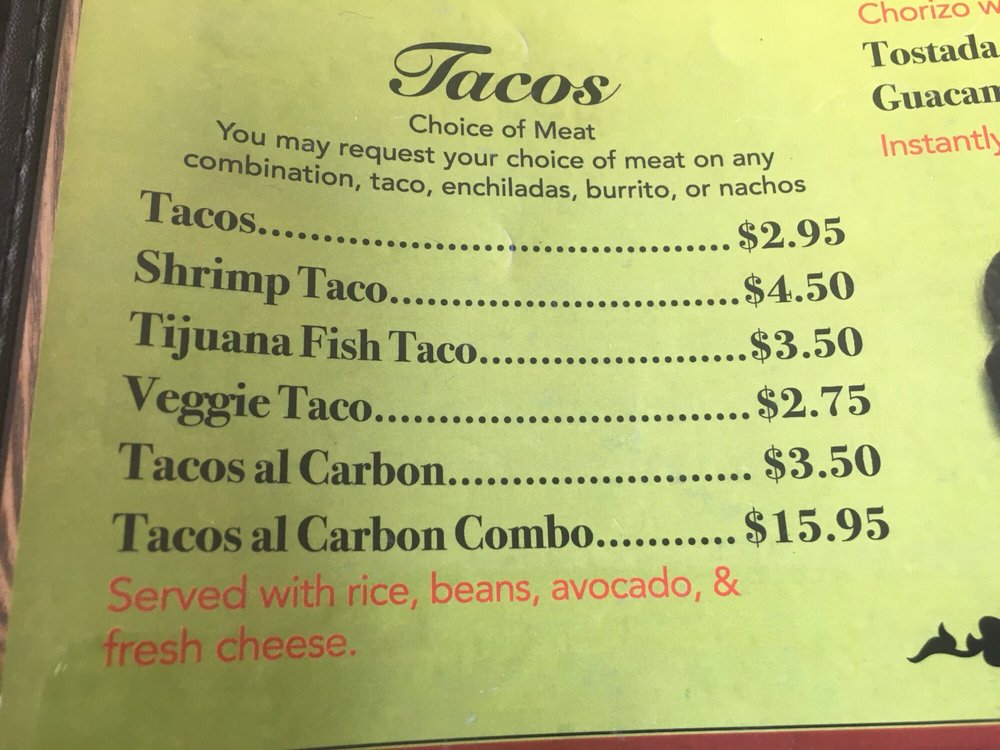 Tacos
Choice of Meat
You may request your choice of meat on any
combination, taco, enchiladas, burrito, or nachos
Tacos....................................$2.95
Shrimp Taco...........................$4.50
Tijuana Fish Taco.....................$3.50
Veggie Taco.............................$2.75
Tacos al Carbon....................... $3.50
Tacos al Carbon Combo........... $15.95
Served with rice, beans, avocado, &
fresh cheese.
Chorizo
Tostada
Instantly